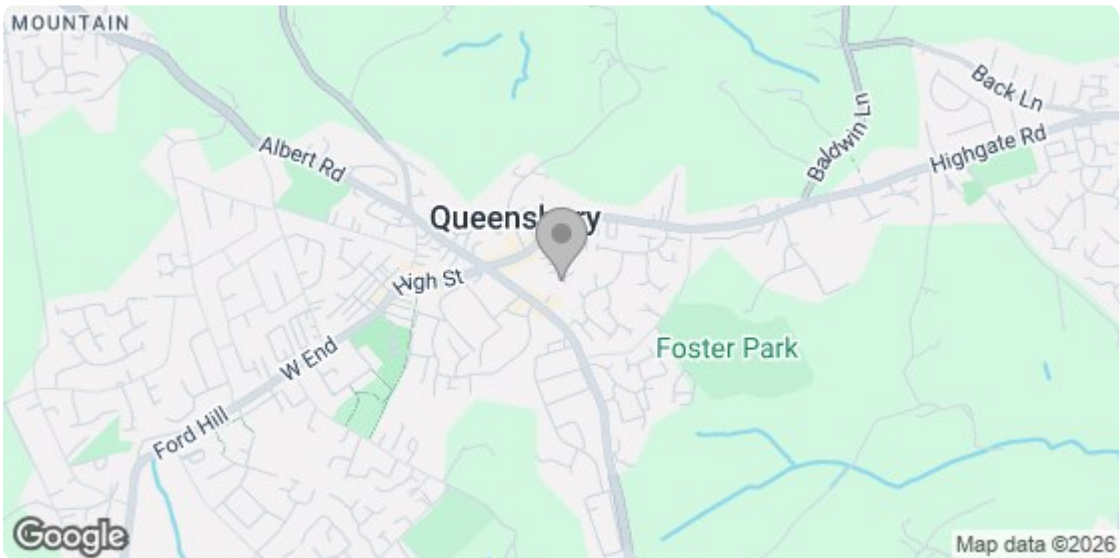 MOUNTAIN
Back Ln
Baldwin Ln
Highgate Rd
Albert Rd
Queensbury
High St
Foster Park
W End
Ford Hill
Google
Map data ©2026